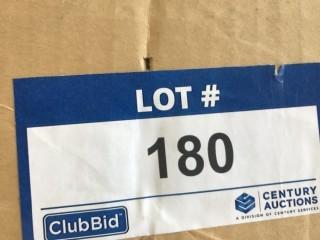 LOT #
180
ClubBid
CENTURY
AUCTIONS
A DIVISION OF CENTURY SERVICES